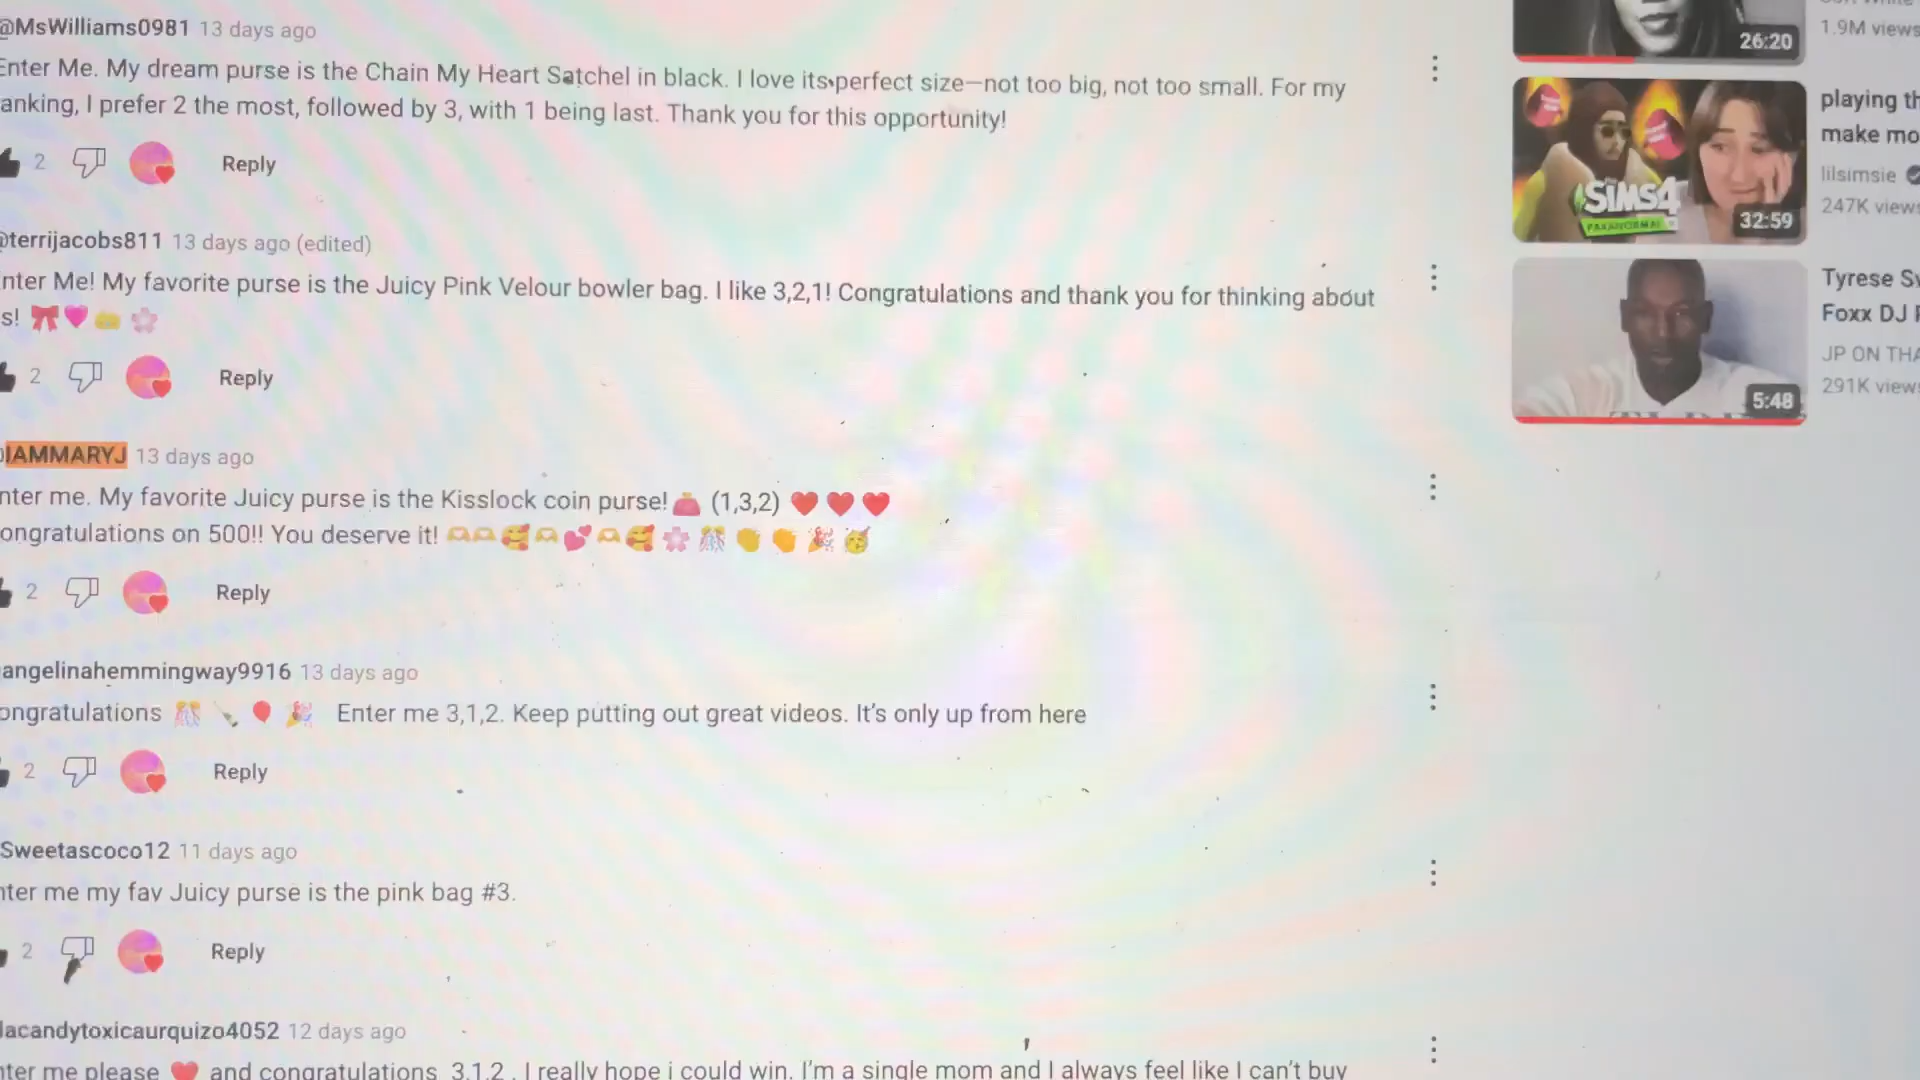 @MsWilliams0981 13 days ago
Enter Me. My dream purse is the Chain My Heart Satchel in black. I love its perfect size—not too big, not too small. For my
anking, I prefer 2 the most, followed by 3, with 1 being last. Thank you for this opportunity!
2 Reply
@terrijacobs811 13 days ago (edited)
nter Me! My favorite purse is the Juicy Pink Velour bowler bag. I like 3,2,1! Congratulations and thank you for thinking about
s! 🎀💗👏🌸
2 Reply
IAMMARYJ 13 days ago
nter me. My favorite Juicy purse is the Kisslock coin purse!👛 (1,3,2) ❤️❤️❤️
ongratulations on 500!! You deserve it! 🫶🫶🥰🫶💕🫶🥰🌸🎊👏👏🎉🥳
2 Reply
angelinahemmingway9916 13 days ago
ongratulations 🎊 🍾 🎈 🎉 Enter me 3,1,2. Keep putting out great videos. It's only up from here
2 Reply
Sweetascoco12 11 days ago
nter me my fav Juicy purse is the pink bag #3.
2 Reply
lacandytoxicaurquizo4052 12 days ago
nter me please ❤️ and congratulations 3,1,2 . I really hope i could win. I'm a single mom and I always feel like I can't buy
26:20
1.9M views
SIMS4
PARANORMAL
32:59
playing th
make mo
lilsimsie
247K views
5:48
Tyrese Sw
Foxx DJ
JP ON THA
291K views